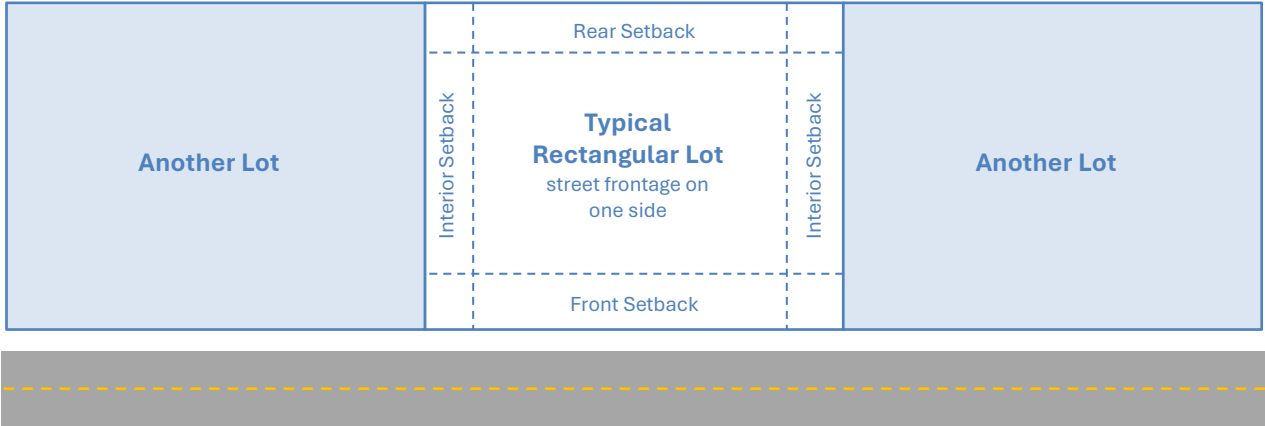 Rear Setback
Another Lot
Interior Setback
Typical
Rectangular Lot
street frontage on
one side
Interior Setback
Another Lot
Front Setback